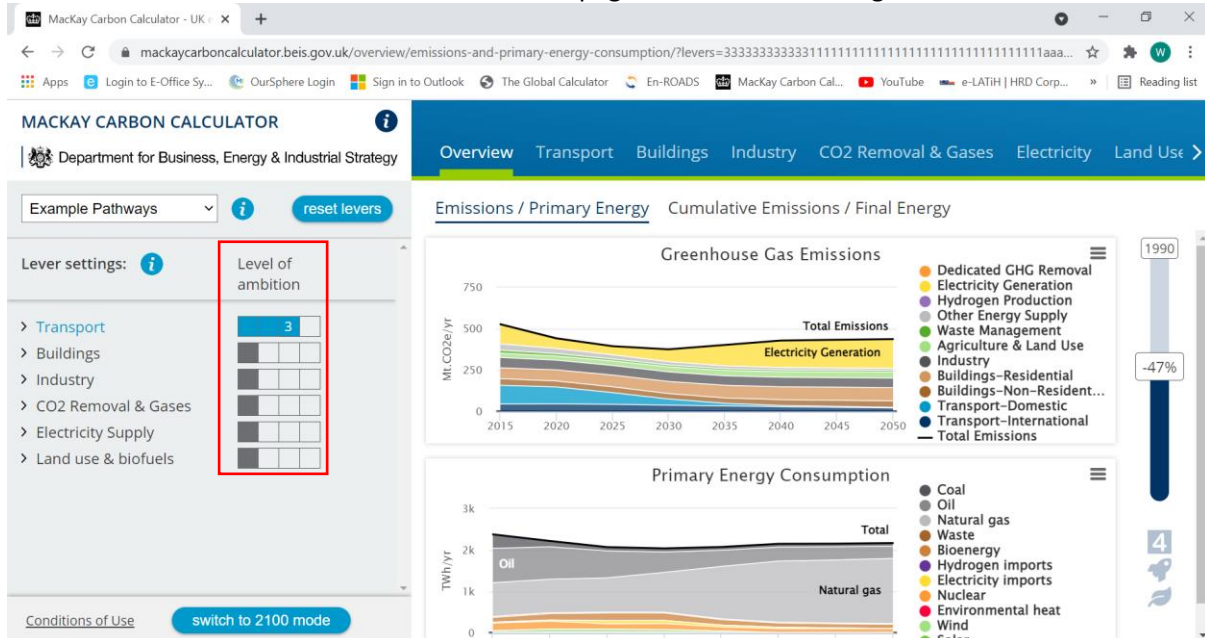 MacKay Carbon Calculator - UK e
mackaycarboncalculator.beis.gov.uk/overview/emissions-and-primary-energy-consumption/?levers=
Apps Login to E-Office Sy... OurSphere Login Sign in to Outlook The Global Calculator En-ROADS MacKay Carbon Cal... YouTube e-LATiH | HRD Corp... » Reading list
MACKAY CARBON CALCULATOR
Department for Business, Energy & Industrial Strategy
Overview Transport Buildings Industry CO2 Removal & Gases Electricity Land Use
Example Pathways
reset levers
Emissions / Primary Energy Cumulative Emissions / Final Energy
Lever settings:
Level of
ambition
Transport 3
Buildings
Industry
CO2 Removal & Gases
Electricity Supply
Land use & biofuels
Conditions of Use
switch to 2100 mode
Greenhouse Gas Emissions
Mt.CO2e/yr
750
500
250
0
2015 2020 2025 2030 2035 2040 2045 2050
Total Emissions
Electricity Generation
Dedicated GHG Removal
Electricity Generation
Hydrogen Production
Other Energy Supply
Waste Management
Agriculture & Land Use
Industry
Buildings-Residential
Buildings-Non-Resident...
Transport-Domestic
Transport-International
Total Emissions
1990
-47%
4
Primary Energy Consumption
TWh/yr
3k
2k
1k
0
Oil
Total
Natural gas
Coal
Oil
Natural gas
Waste
Bioenergy
Hydrogen imports
Electricity imports
Nuclear
Environmental heat
Wind